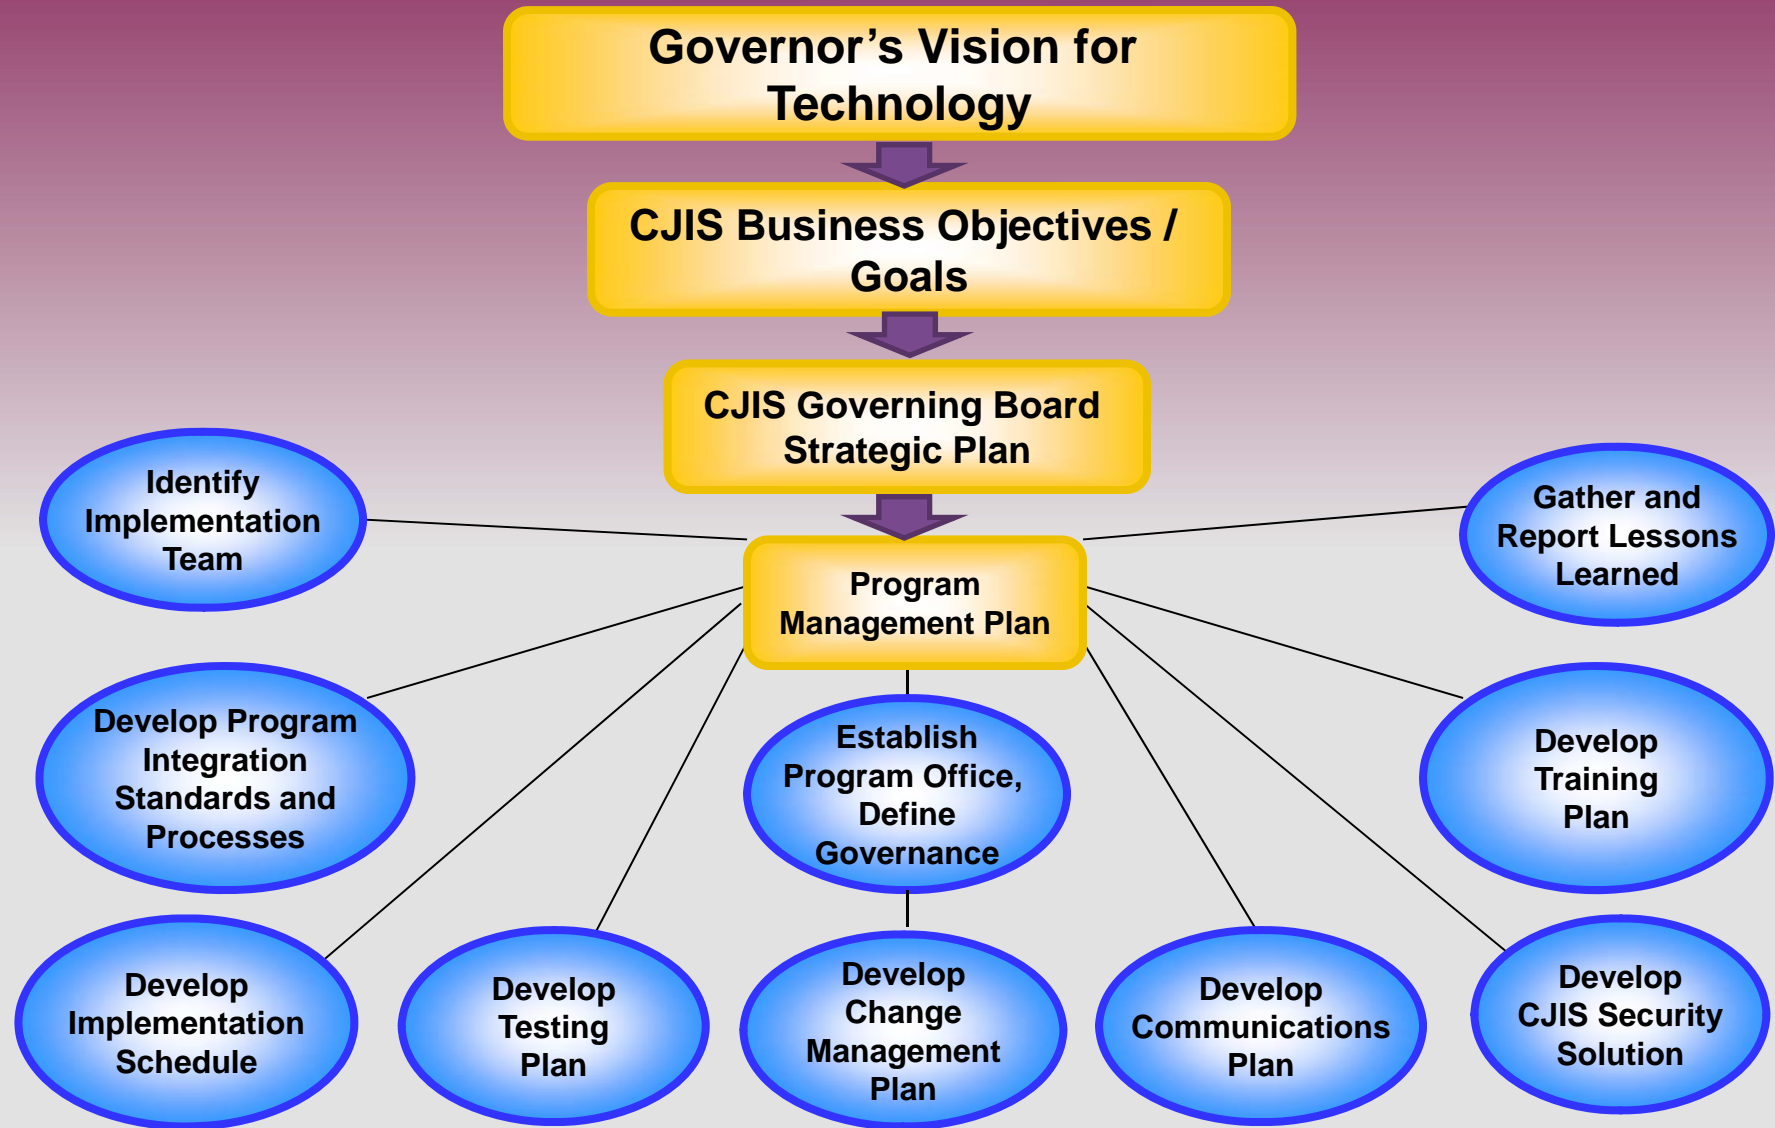 Governor’s Vision for
Technology
CJIS Business Objectives /
Goals
CJIS Governing Board
Strategic Plan
Identify
Implementation
Team
Gather and
Report Lessons
Learned
Program
Management Plan
Develop Program
Integration
Standards and
Processes
Establish
Program Office,
Define
Governance
Develop
Training
Plan
Develop
Implementation
Schedule
Develop
Testing
Plan
Develop
Change
Management
Plan
Develop
Communications
Plan
Develop
CJIS Security
Solution